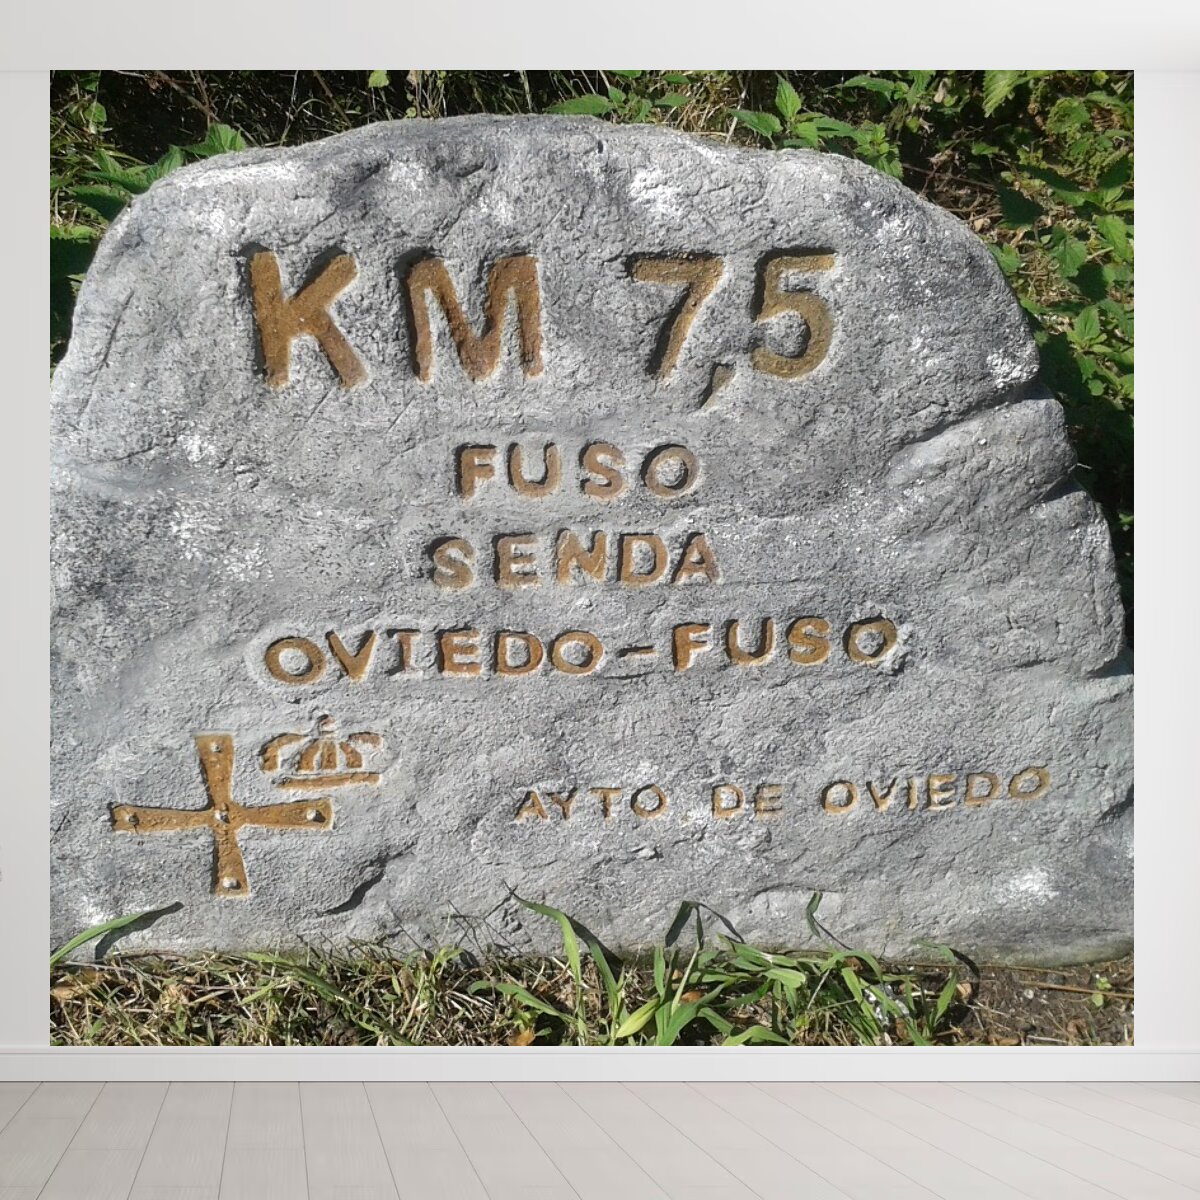 KM 7,5
FUSO
SENDA
OVIEDO-FUSO
AYTO DE OVIEDO